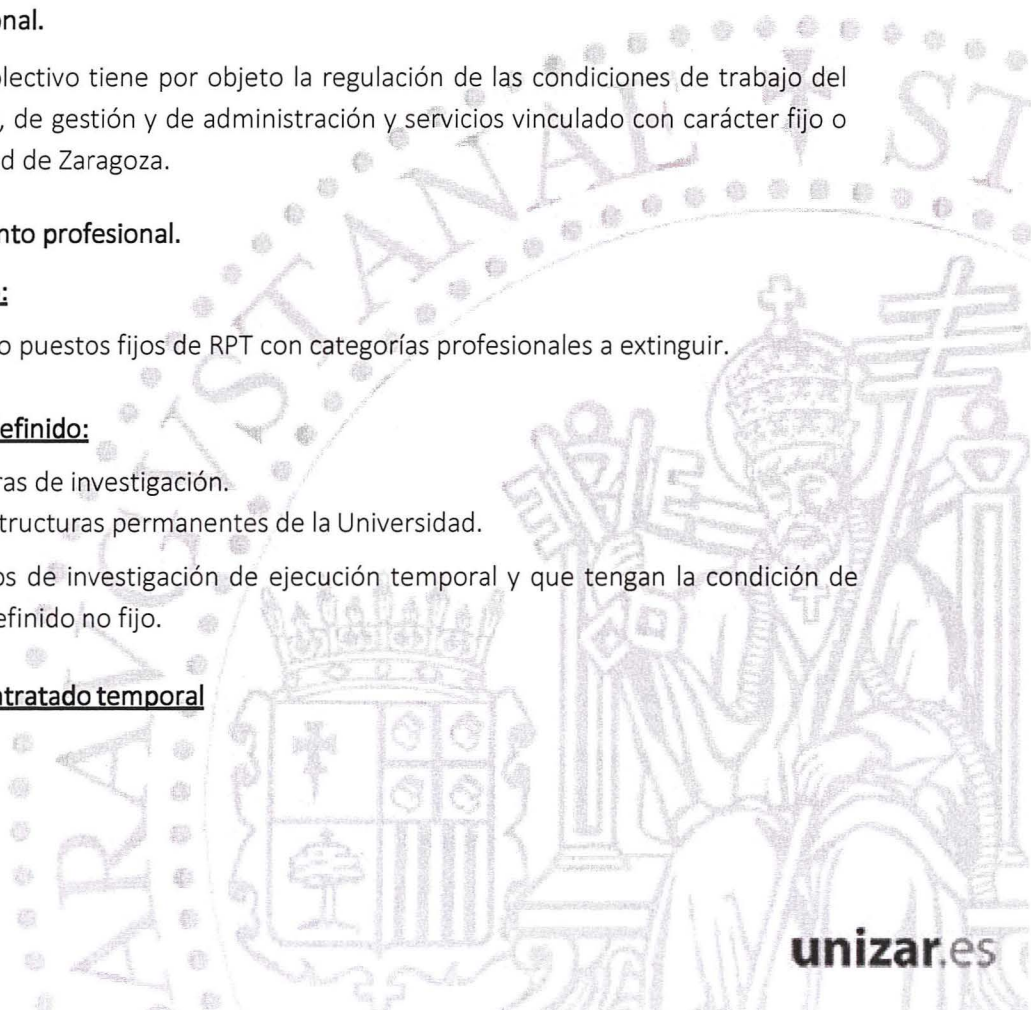 onal.
olectivo tiene por objeto la regulación de las condiciones de trabajo del
, de gestión y de administración y servicios vinculado con carácter fijo o
d de Zaragoza.
nto profesional.
:
o puestos fijos de RPT con categorías profesionales a extinguir.
efinido:
ras de investigación.
structuras permanentes de la Universidad.
os de investigación de ejecución temporal y que tengan la condición de
efinido no fijo.
ntratado temporal
unizar.es